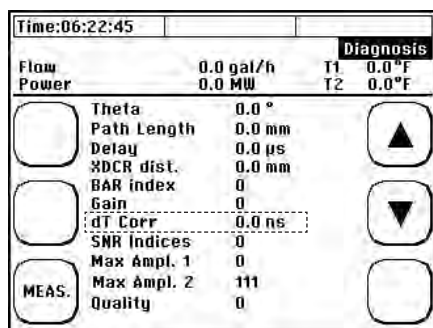 Time:06:22:45
Diagnosis
Flow 0.0 gal/h T1 0.0°F
Power 0.0 MW T2 0.0°F
Theta 0.0 °
Path Length 0.0 mm
Delay 0.0 µs
XDCR dist. 0.0 mm
BAR index 0
Gain 0
dT Corr 0.0 ns
SNR Indices 0
Max Ampl. 1 0
Max Ampl. 2 111
Quality 0
MEAS.